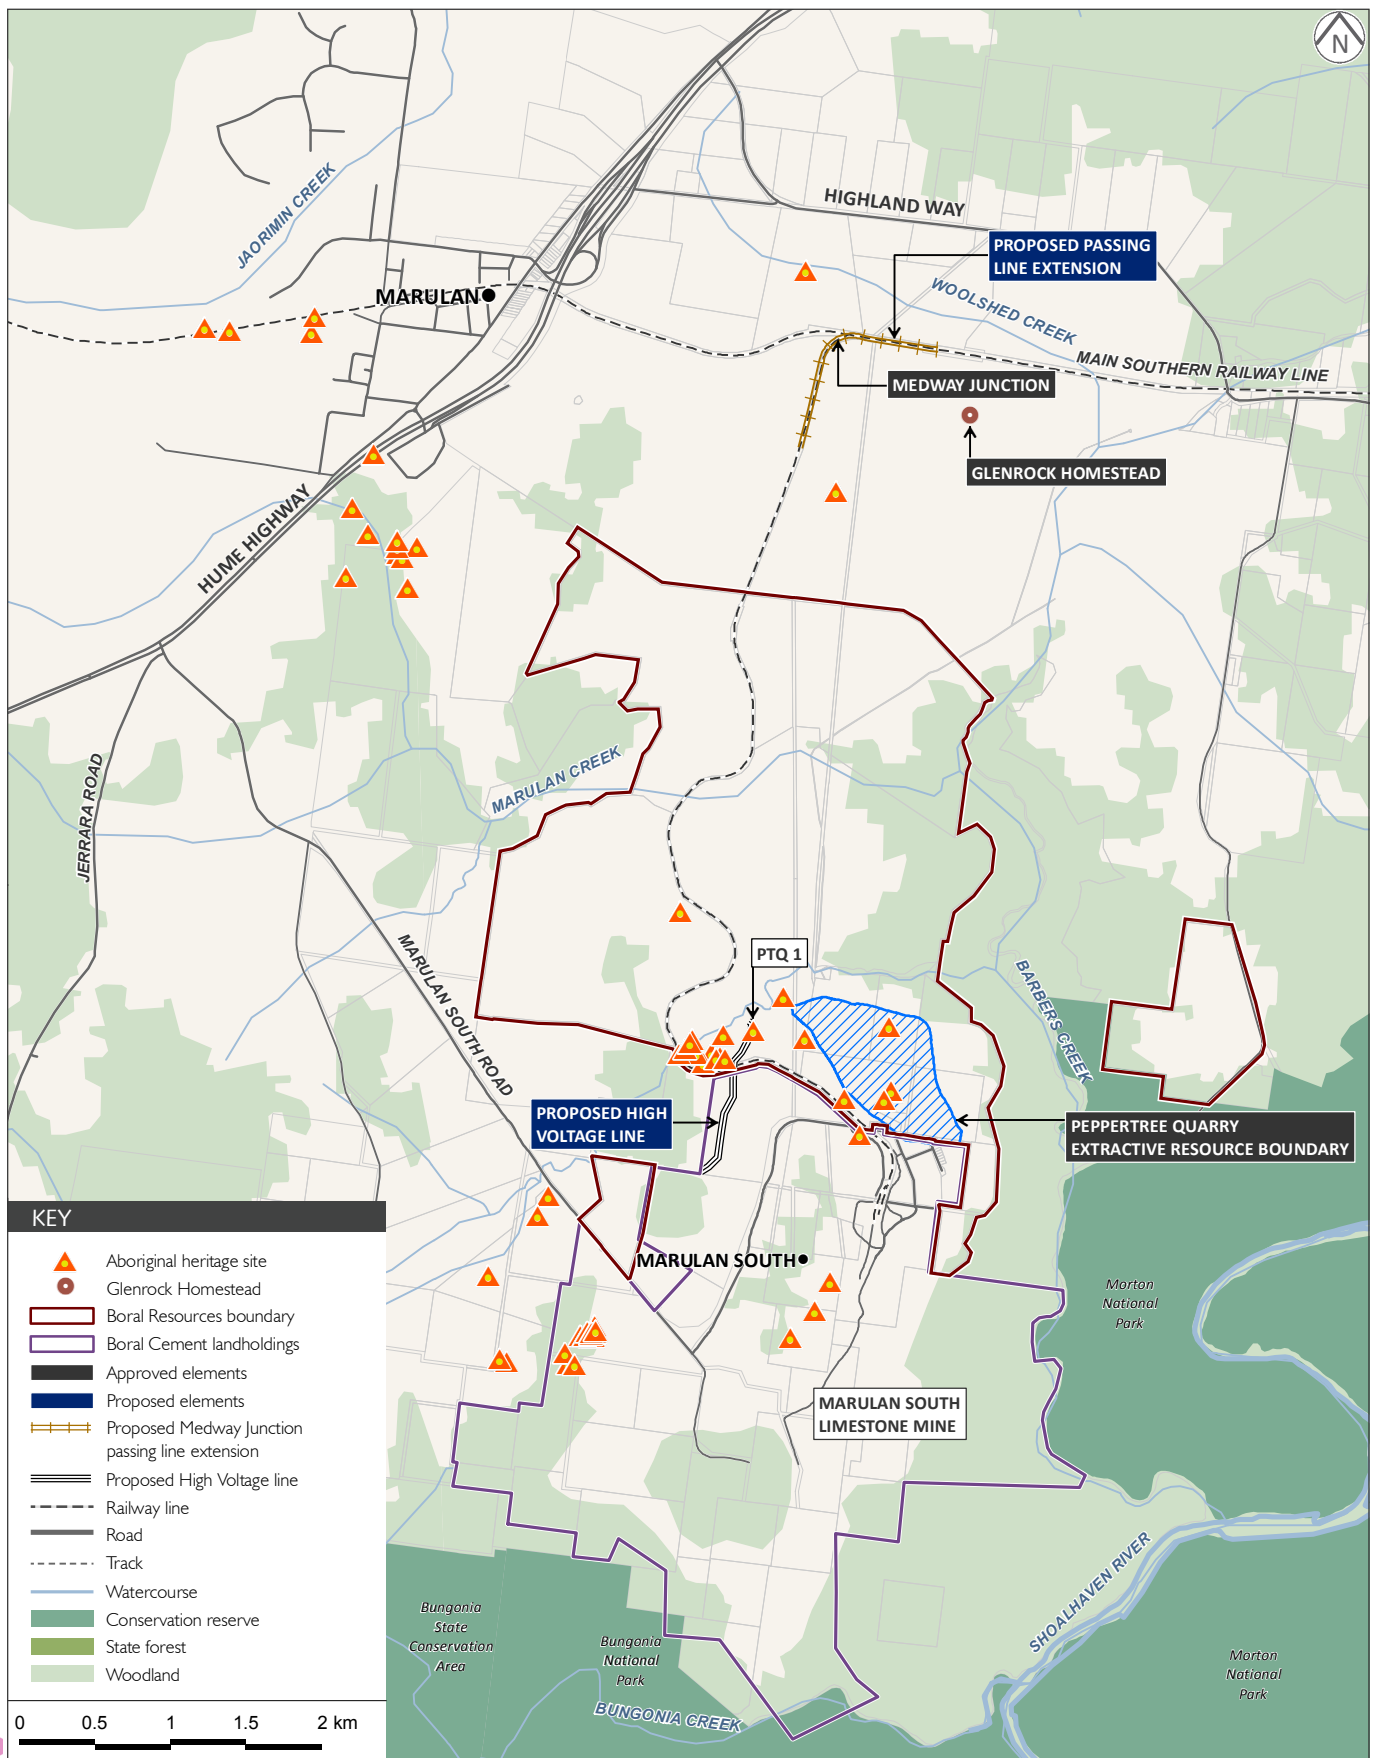 N
JAORIMIN CREEK
HIGHLAND WAY
PROPOSED PASSING
LINE EXTENSION
WOOLSHED CREEK
MARULAN
MAIN SOUTHERN RAILWAY LINE
MEDWAY JUNCTION
GLENROCK HOMESTEAD
HUME HIGHWAY
MARULAN CREEK
JERRARA ROAD
MARULAN SOUTH ROAD
PTQ 1
BARBERS CREEK
PROPOSED HIGH
VOLTAGE LINE
PEPPERTREE QUARRY
EXTRACTIVE RESOURCE BOUNDARY
MARULAN SOUTH
Morton
National
Park
MARULAN SOUTH
LIMESTONE MINE
SHOALHAVEN RIVER
Bungonia
State
Conservation
Area
Bungonia
National
Park
Morton
National
Park
BUNGONIA CREEK
KEY
Aboriginal heritage site
Glenrock Homestead
Boral Resources boundary
Boral Cement landholdings
Approved elements
Proposed elements
Proposed Medway Junction
passing line extension
Proposed High Voltage line
Railway line
Road
Track
Watercourse
Conservation reserve
State forest
Woodland
0 0.5 1 1.5 2 km